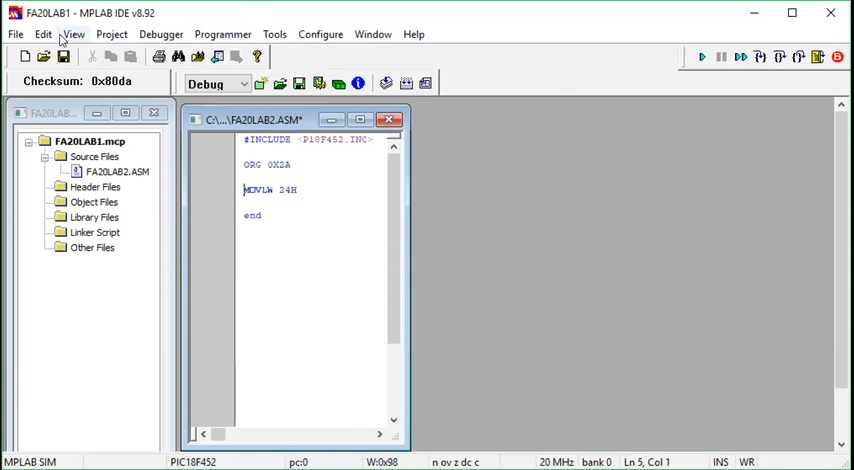 FA20LAB1 - MPLAB IDE v8.92
File Edit View Project Debugger Programmer Tools Configure Window Help
Checksum: 0x80da Debug
FA20LAB...
FA20LAB1.mcp
Source Files
FA20LAB2.ASM
Header Files
Object Files
Library Files
Linker Script
Other Files
C:\...\FA20LAB2.ASM*
#INCLUDE <P18F452.INC>
ORG 0X2A
MOVLW 24H
end
MPLAB SIM PIC18F452 pc:0 W:0x98 n ov z dc c 20 MHz bank 0 Ln 5, Col 1 INS WR